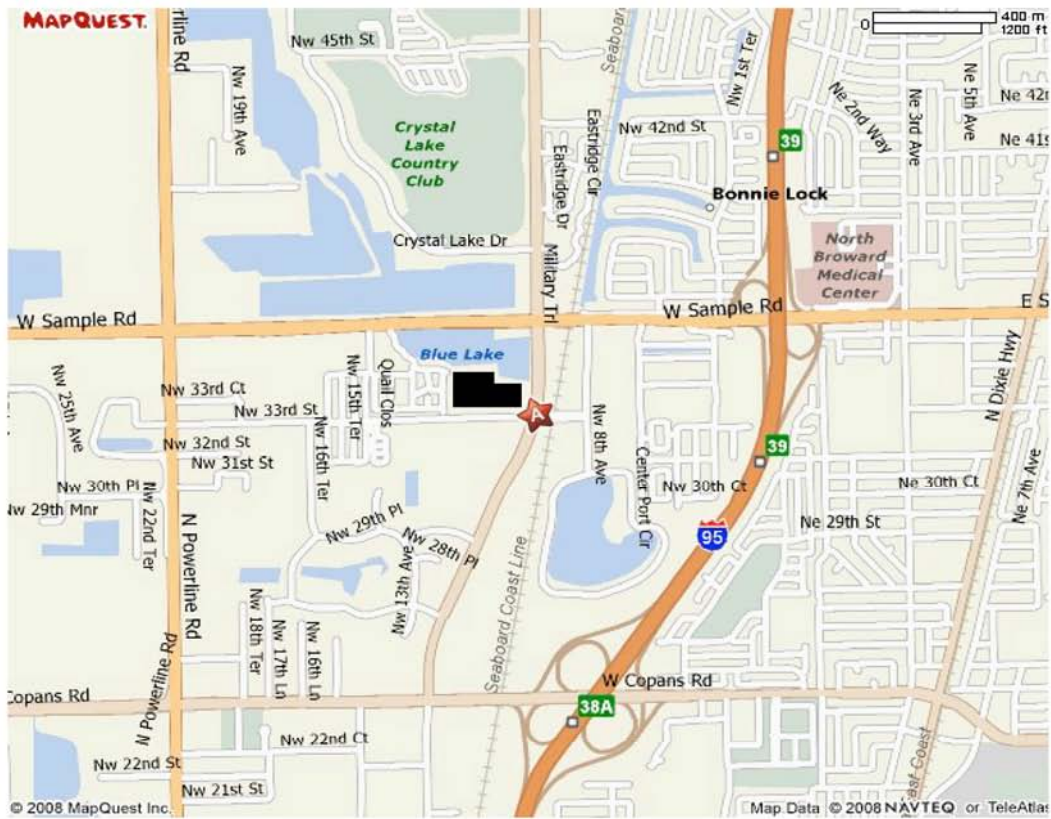 MAPQUEST.
400 m
0
1200 ft
Powerline Rd
Nw 45th St
Nw 19th Ave
Crystal
Lake
Country
Club
Crystal Lake Dr
Seaboard
Eastridge Cir
Eastridge Dr
Military Trl
Nw 1st Ter
Nw 42nd St
39
Bonnie Lock
Ne 2nd Way
Ne 3rd Ave
Ne 5th Ave
Ne 42n
Ne 41s
North
Broward
Medical
Center
W Sample Rd
W Sample Rd
E S
N Dixie Hwy
Blue Lake
Nw 25th Ave
Nw 33rd Ct
Nw 33rd St
Nw 32nd St
Nw 31st St
Nw 30th Pl
Nw 29th Mnr
Nw 22nd Ter
Nw 15th Ter
Quail Clos
Nw 16th Ter
A
Nw 8th Ave
Center Port Cir
Nw 30th Ct
39
95
Ne 30th Ct
Ne 29th St
Ne 7th Ave
N Powerline Rd
Nw 29th Pl
Nw 28th Pl
Nw 13th Ave
Seaboard Coast Line
Nw 18th Ter
Nw 17th Ln
Nw 16th Ln
N Powerline Rd
Copans Rd
W Copans Rd
38A
Nw 22nd Ct
Nw 22nd St
Nw 21st St
East Coast
© 2008 MapQuest Inc.
Map Data © 2008 NAVTEQ or TeleAtlas